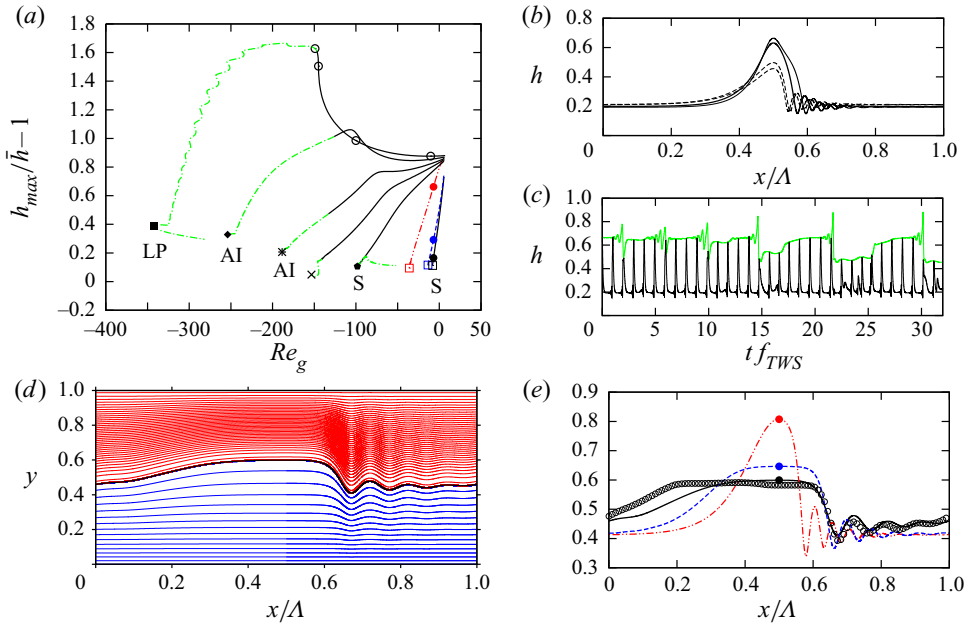 (a)
1.8
1.6
1.4
1.2
1.0
0.8
0.6
0.4
0.2
0
–0.2
h_max/h̄–1
LP
AI
AI
S
S
–400 –300 –200 –100 0 50
Re_g
(b)
0.8
0.6
0.4
0.2
h
0 0.2 0.4 0.6 0.8 1.0
x/Λ
(c)
1.0
0.8
0.6
0.4
0.2
h
0 5 10 15 20 25 30
t f_TWS
(d)
1.0
0.8
0.6
0.4
0.2
0
y
0.2 0.4 0.6 0.8 1.0
x/Λ
(e)
0.9
0.8
0.7
0.6
0.5
0.4
0.3
0 0.2 0.4 0.6 0.8 1.0
x/Λ